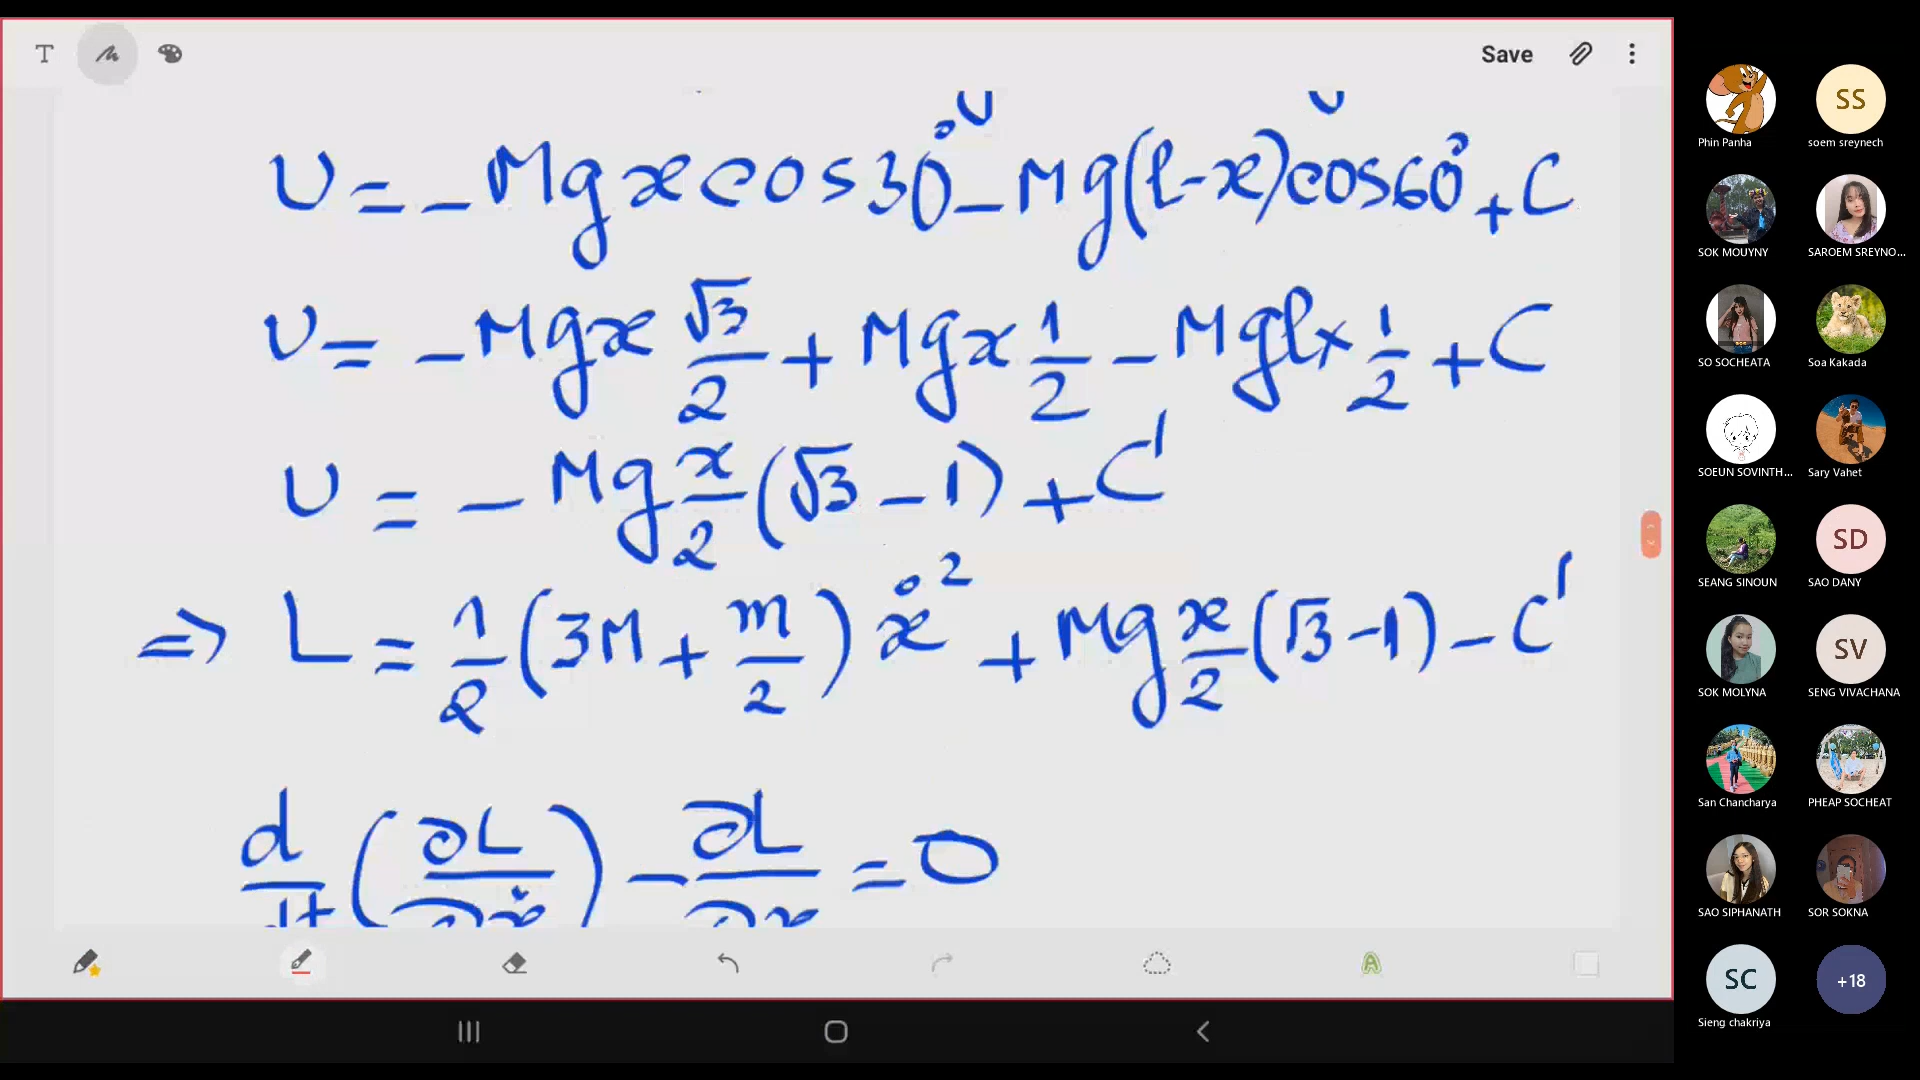 T Save
U = -Mgx cos30° - Mg(l-x)cos60° + C
U = -Mgx √3/2 + Mgx 1/2 - Mgl x 1/2 + C
U = -Mg x/2 (√3 - 1) + C'
=> L = 1/2 (3M + m/2) ẋ² + Mg x/2 (√3 - 1) - C'
d/dt (∂L/∂ẋ) - ∂L/∂x = 0
A
Phin Panha
SS
soem sreynech
SOK MOUYNY
SAROEM SREYNO...
SO SOCHEATA
Soa Kakada
SOEUN SOVINTH...
Sary Vahet
SEANG SINOUN
SD
SAO DANY
SOK MOLYNA
SV
SENG VIVACHANA
San Chancharya
PHEAP SOCHEAT
SAO SIPHANATH
SOR SOKNA
SC
Sieng chakriya
+18